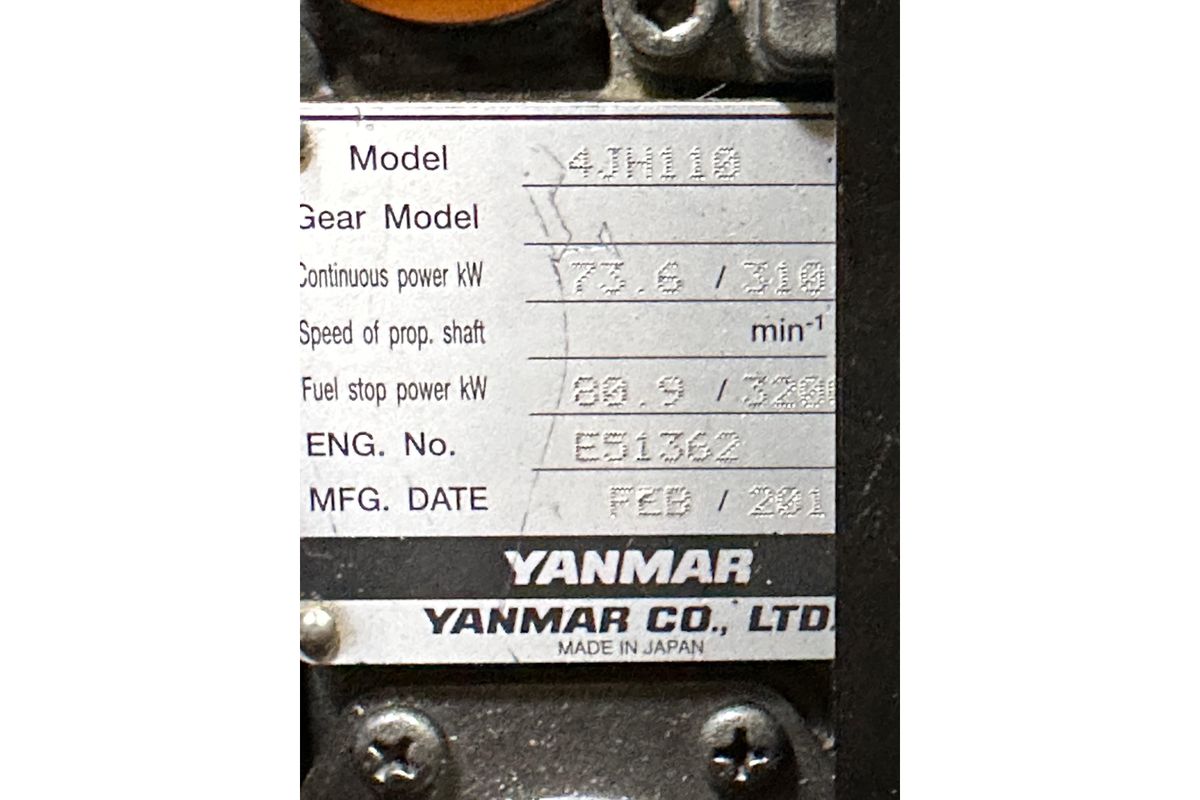 Model 4JH110
Gear Model
Continuous power kW 73.6 / 310
Speed of prop. shaft min-1
Fuel stop power kW 80.9 / 320
ENG. No. E51362
MFG. DATE FEB / 201
YANMAR
YANMAR CO., LTD.
MADE IN JAPAN